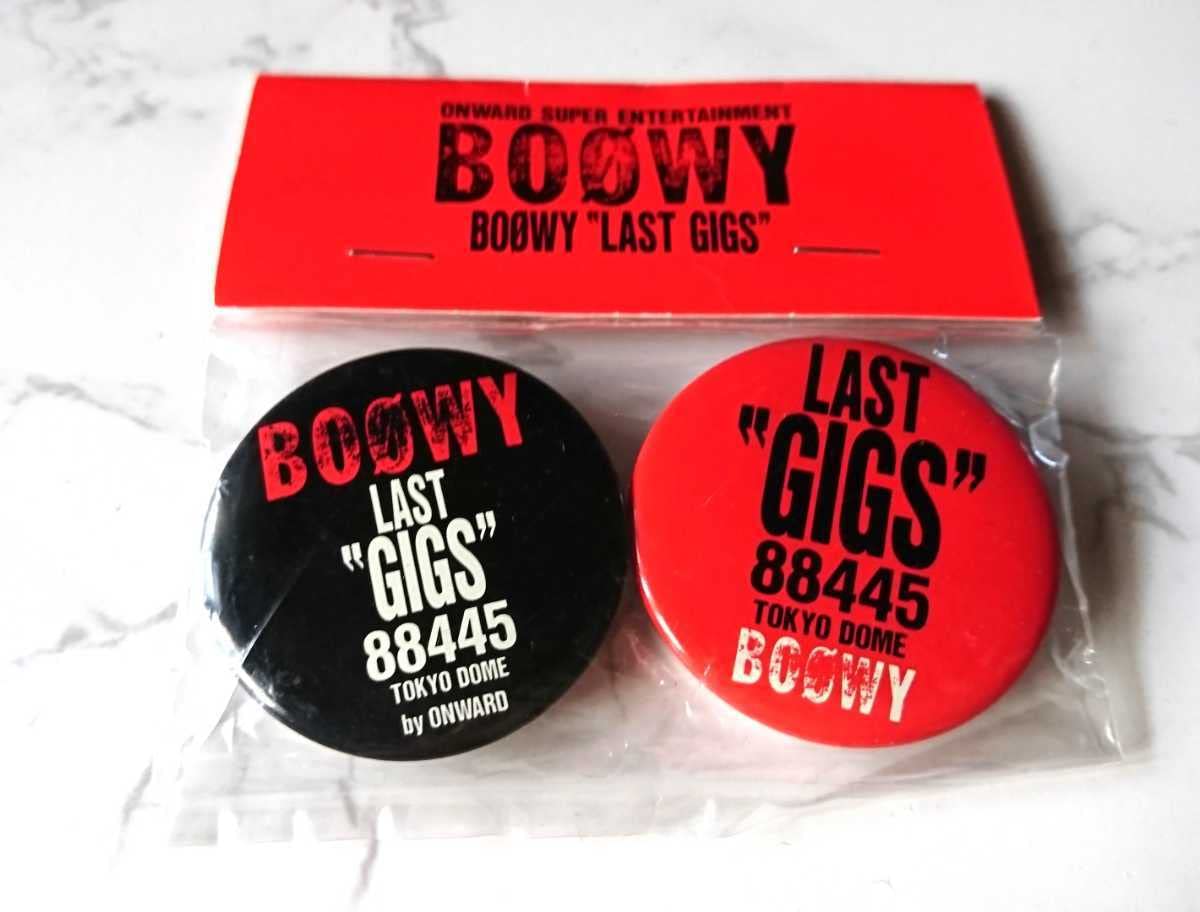 ONWARD SUPER ENTERTAINMENT
BOØWY
BOØWY "LAST GIGS"
BOØWY
LAST
"GIGS"
88445
TOKYO DOME
by ONWARD
LAST
"GIGS"
88445
TOKYO DOME
BOØWY